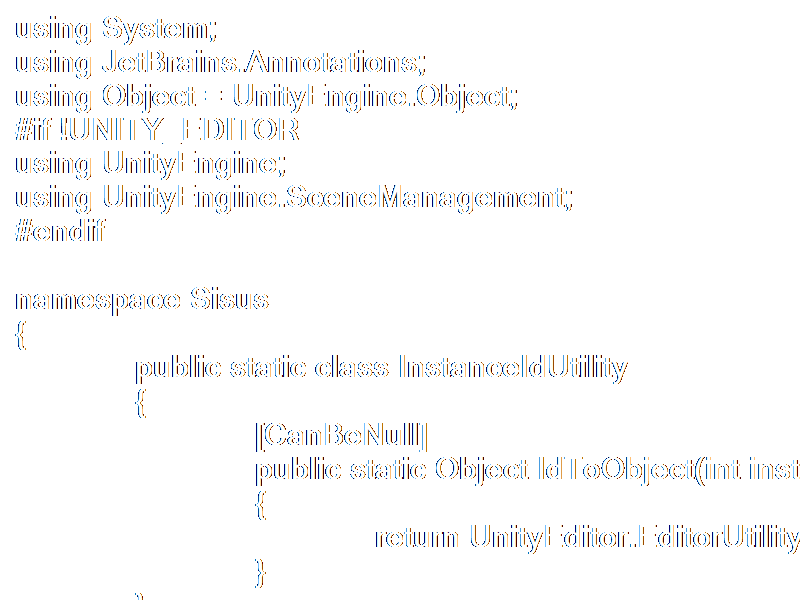 using System;
using JetBrains.Annotations;
using Object = UnityEngine.Object;
#if !UNITY_EDITOR
using UnityEngine;
using UnityEngine.SceneManagement;
#endif
namespace Sisus
{
public static class InstanceIdUtility
{
[CanBeNull]
public static Object IdToObject(int inst
{
return UnityEditor.EditorUtility
}
}